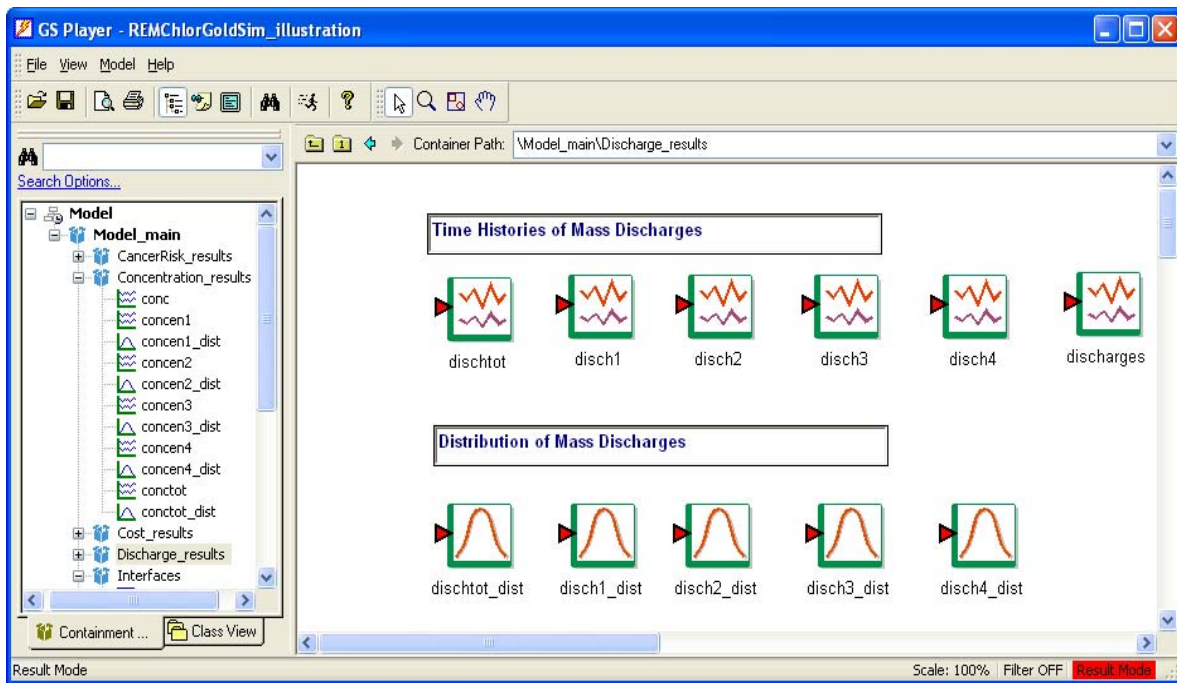 GS Player - REMChlorGoldSim_illustration
File View Model Help
Container Path: \Model_main\Discharge_results
Search Options...
Model
Model_main
CancerRisk_results
Concentration_results
conc
concen1
concen1_dist
concen2
concen2_dist
concen3
concen3_dist
concen4
concen4_dist
conctot
conctot_dist
Cost_results
Discharge_results
Interfaces
Containment ... Class View
Time Histories of Mass Discharges
dischtot disch1 disch2 disch3 disch4 discharges
Distribution of Mass Discharges
dischtot_dist disch1_dist disch2_dist disch3_dist disch4_dist
Result Mode Scale: 100% Filter OFF Result Mode